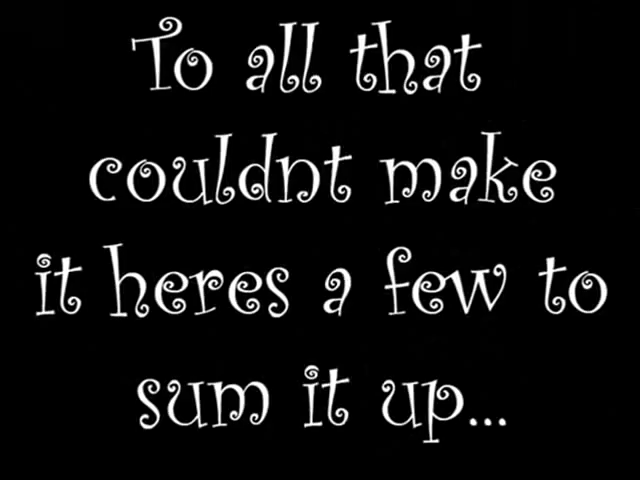 To all that
couldnt make
it heres a few to
sum it up...